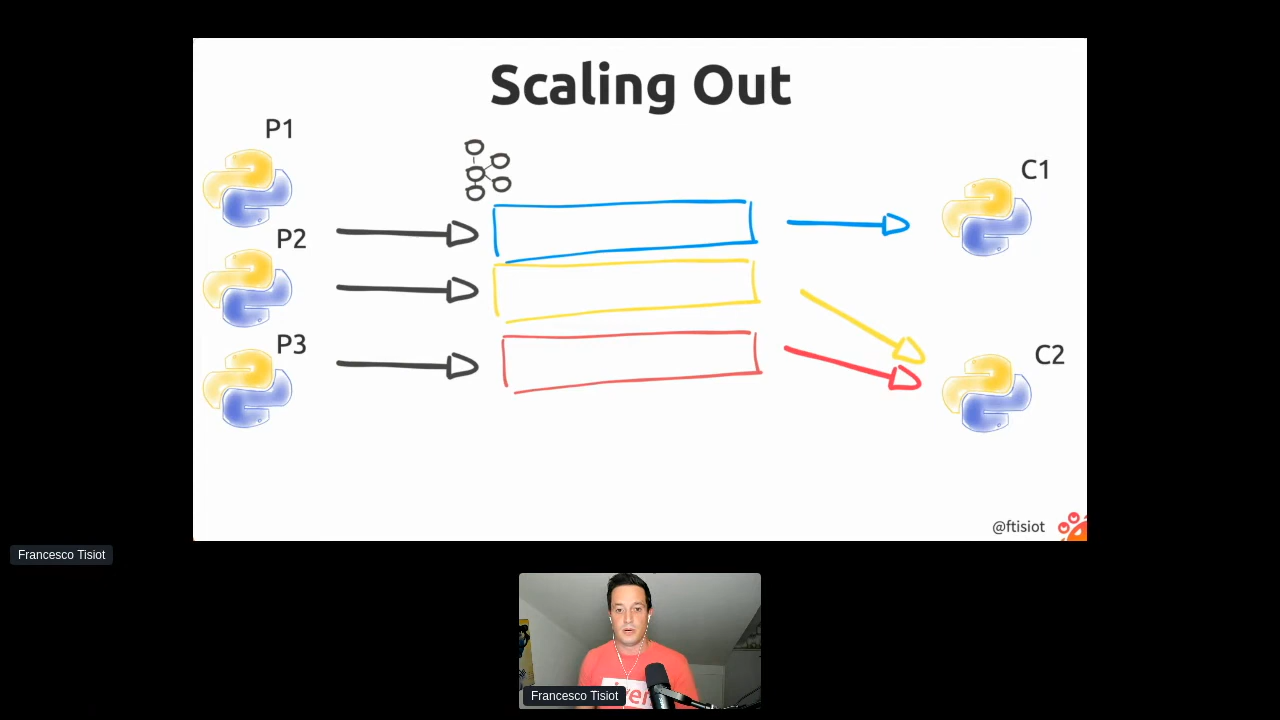 Scaling Out
P1
P2
P3
C1
C2
@ftisiot
Francesco Tisiot
Francesco Tisiot